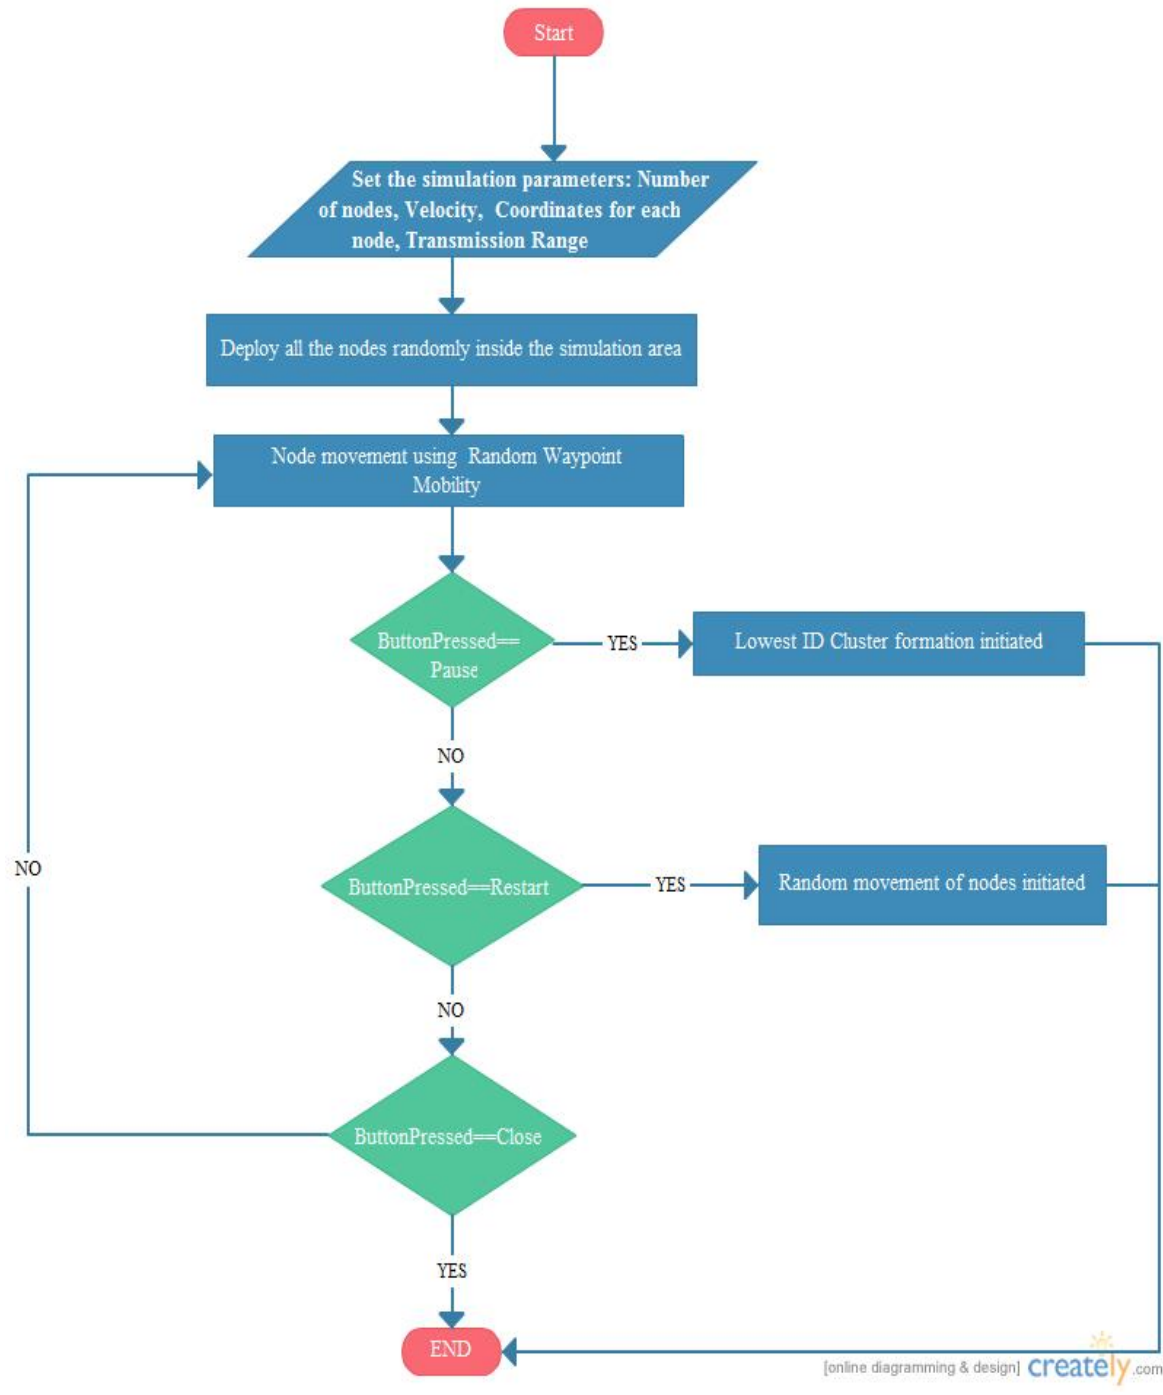 Start
Set the simulation parameters: Number
of nodes, Velocity, Coordinates for each
node, Transmission Range
Deploy all the nodes randomly inside the simulation area
Node movement using Random Waypoint
Mobility
ButtonPressed==
Pause
YES
Lowest ID Cluster formation initiated
NO
ButtonPressed==Restart
YES
Random movement of nodes initiated
NO
NO
ButtonPressed==Close
YES
END
[online diagramming & design] creately.com